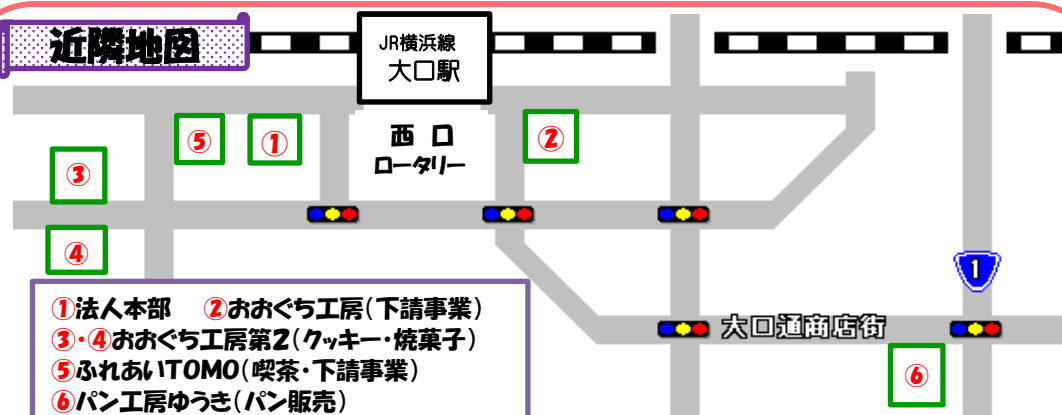 近隣地図
JR横浜線
大口駅
西口
ロータリー
⑤
①
②
③
④
1
大口通商店街
⑥
①法人本部 ②おおぐち工房(下請事業)
③・④おおぐち工房第2(クッキー・焼菓子)
⑤ふれあいTOMO(喫茶・下請事業)
⑥パン工房ゆうき(パン販売)